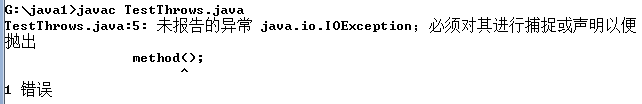 G:\java1>javac TestThrows.java
TestThrows.java:5: 未报告的异常 java.io.IOException; 必须对其进行捕捉或声明以便
抛出
method();
^
1 错误